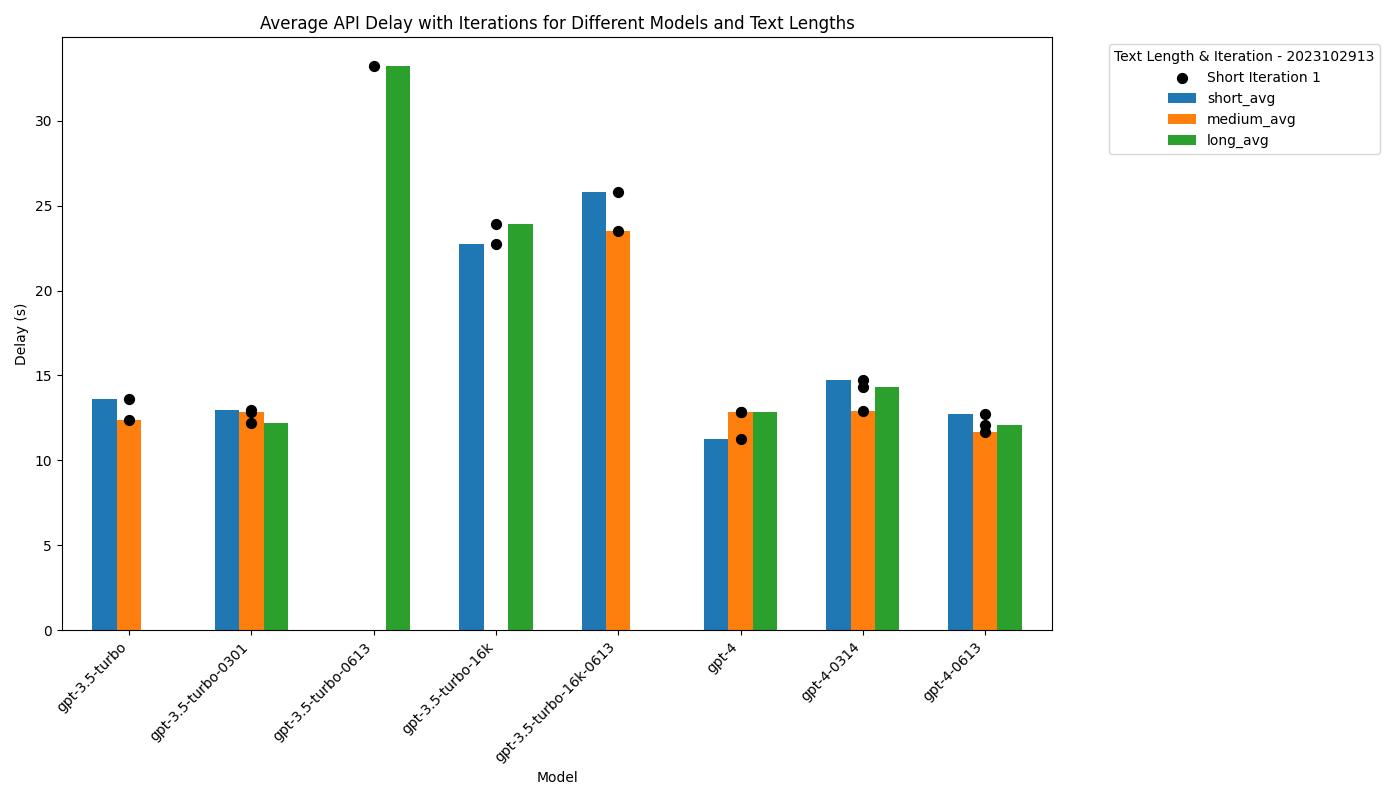 Average API Delay with Iterations for Different Models and Text Lengths
Text Length & Iteration - 2023102913
Short Iteration 1
short_avg
medium_avg
long_avg
Delay (s)
30
25
20
15
10
5
0
gpt-3.5-turbo
gpt-3.5-turbo-0301
gpt-3.5-turbo-0613
gpt-3.5-turbo-16k
gpt-3.5-turbo-16k-0613
gpt-4
gpt-4-0314
gpt-4-0613
Model